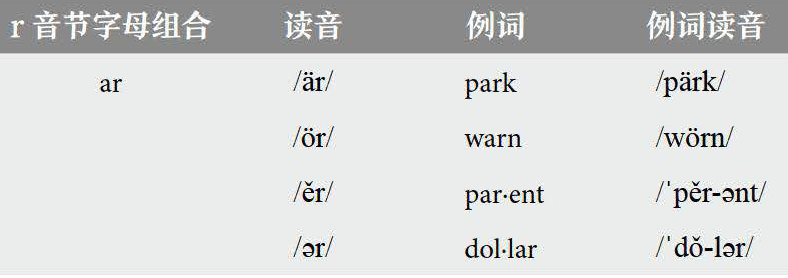 r 音节字母组合 读音 例词 例词读音
ar /är/ park /pärk/
/ör/ warn /wörn/
/ĕr/ par·ent /ˈpĕr-ənt/
/ər/ dol·lar /ˈdŏ-lər/